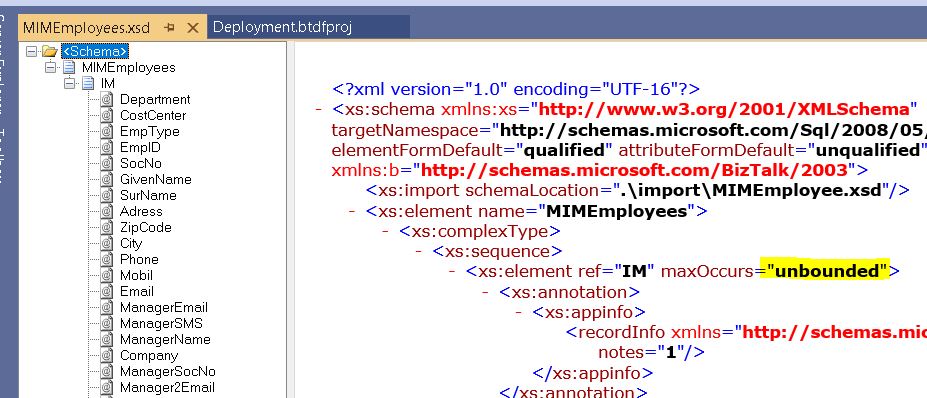 MIMEmployees.xsd
Deployment.btdfproj
<Schema>
MIMEmployees
IM
Department
CostCenter
EmpType
EmpID
SocNo
GivenName
SurName
Adress
ZipCode
City
Phone
Mobil
Email
ManagerEmail
ManagerSMS
ManagerName
Company
ManagerSocNo
Manager2Email
<?xml version="1.0" encoding="UTF-16"?>
- <xs:schema xmlns:xs="http://www.w3.org/2001/XMLSchema"
targetNamespace="http://schemas.microsoft.com/Sql/2008/05/
elementFormDefault="qualified" attributeFormDefault="unqualified"
xmlns:b="http://schemas.microsoft.com/BizTalk/2003">
<xs:import schemaLocation=".\import\MIMEmployee.xsd"/>
- <xs:element name="MIMEmployees">
- <xs:complexType>
- <xs:sequence>
- <xs:element ref="IM" maxOccurs="unbounded">
- <xs:annotation>
- <xs:appinfo>
<recordInfo xmlns="http://schemas.mic
notes="1"/>
</xs:appinfo>
</xs:annotation>